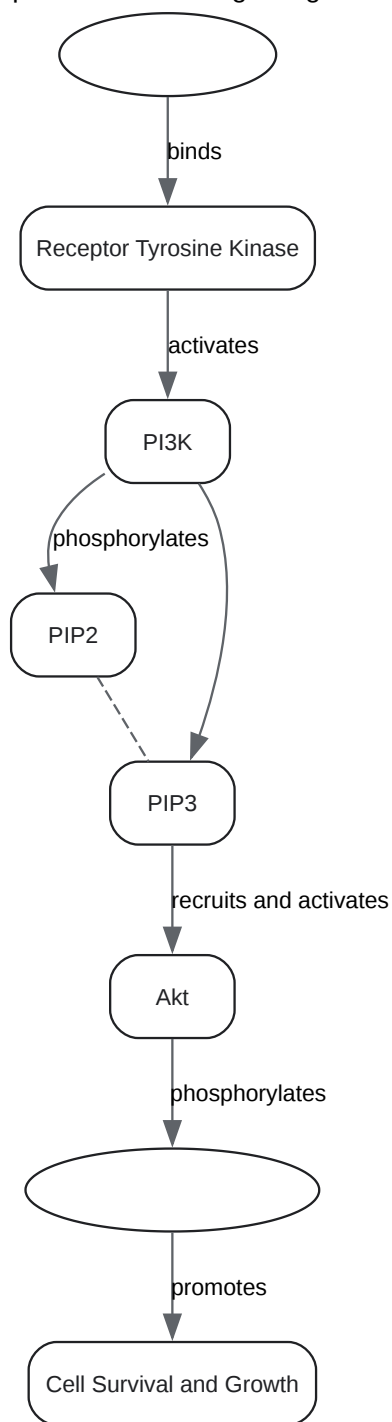 binds
Receptor Tyrosine Kinase
activates
PI3K
phosphorylates
PIP2
PIP3
recruits and activates
Akt
phosphorylates
promotes
Cell Survival and Growth